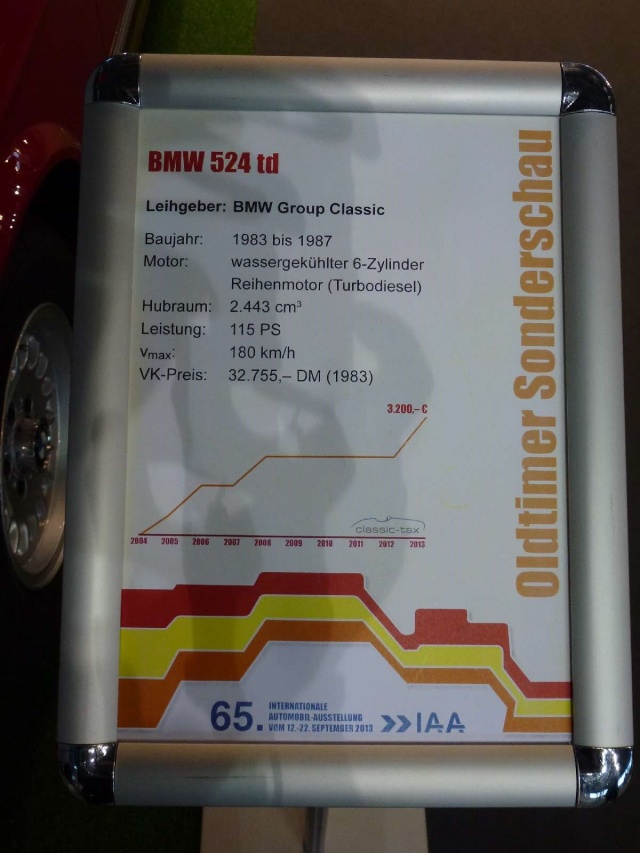 BMW 524 td
Leihgeber: BMW Group Classic
Baujahr: 1983 bis 1987
Motor: wassergekühlter 6-Zylinder
Reihenmotor (Turbodiesel)
Hubraum: 2.443 cm³
Leistung: 115 PS
vmax: 180 km/h
VK-Preis: 32.755,– DM (1983)
3.200,– €
classic-tax
2004 2005 2006 2007 2008 2009 2010 2011 2012 2013
Oldtimer Sonderschau
65. INTERNATIONALE
AUTOMOBIL-AUSSTELLUNG
VOM 12.-22. SEPTEMBER 2013
IAA